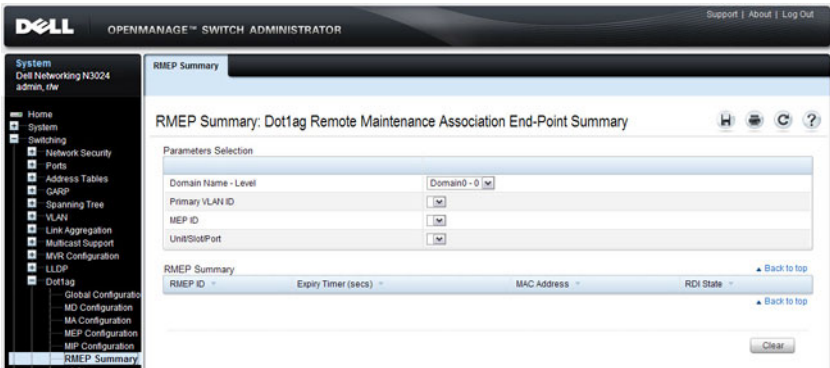 Support | About | Log Out
DELL OPENMANAGE™ SWITCH ADMINISTRATOR
System
Dell Networking N3024
admin, r/w
Home
System
Switching
Network Security
Ports
Address Tables
GARP
Spanning Tree
VLAN
Link Aggregation
Multicast Support
MVR Configuration
LLDP
Dot1ag
Global Configuratio
MD Configuration
MA Configuration
MEP Configuration
MIP Configuration
RMEP Summary
RMEP Summary
RMEP Summary: Dot1ag Remote Maintenance Association End-Point Summary
Parameters Selection
Domain Name - Level Domain0 - 0
Primary VLAN ID
MEP ID
Unit/Slot/Port
Back to top
RMEP Summary
RMEP ID Expiry Timer (secs) MAC Address RDI State
Back to top
Clear